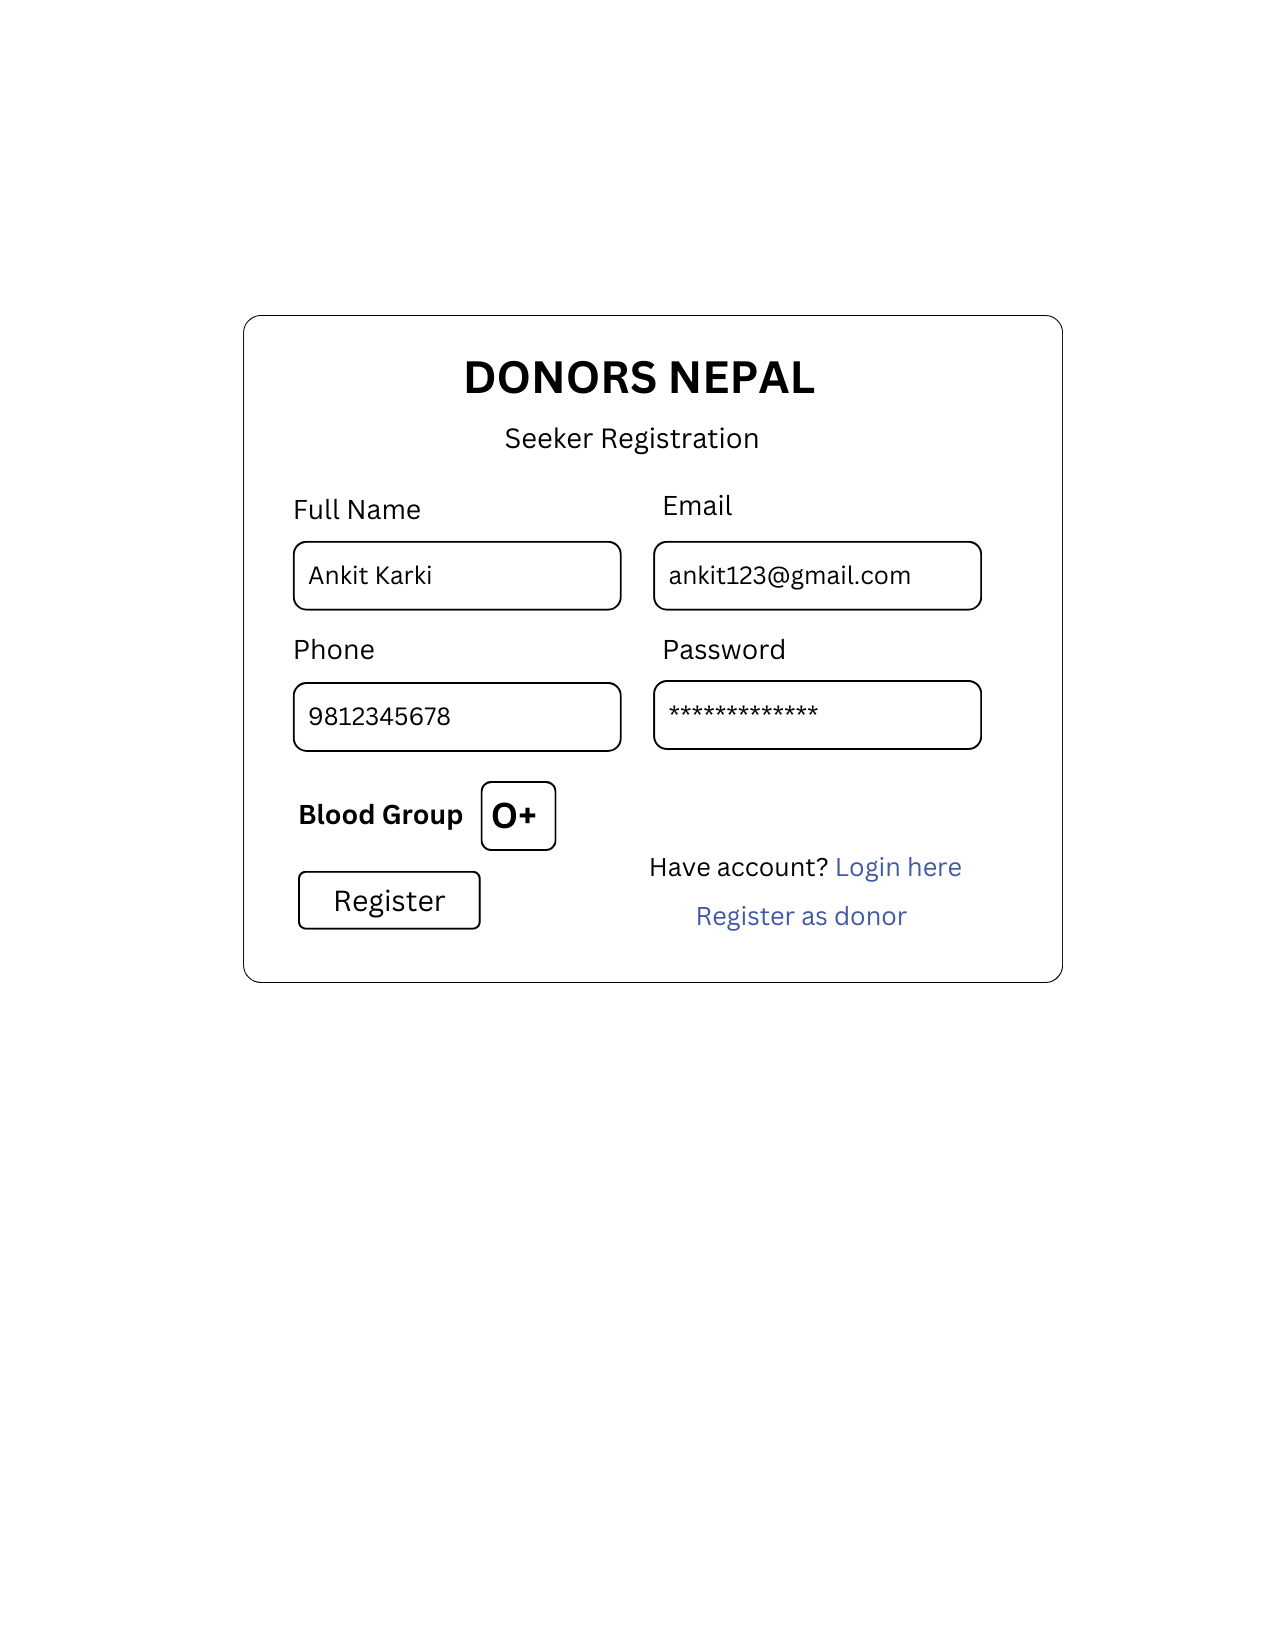 DONORS NEPAL
Seeker Registration
Full Name
Email
Ankit Karki
ankit123@gmail.com
Phone
Password
9812345678
*************
Blood Group O+
Have account? Login here
Register
Register as donor